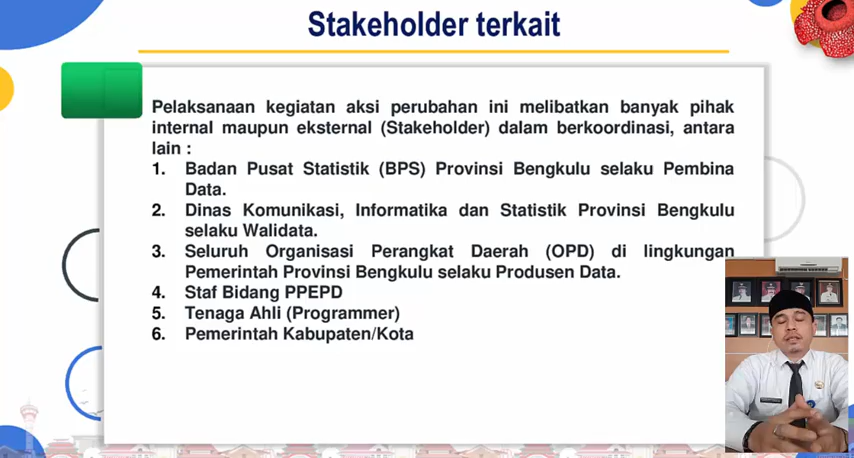 Stakeholder terkait
Pelaksanaan kegiatan aksi perubahan ini melibatkan banyak pihak
internal maupun eksternal (Stakeholder) dalam berkoordinasi, antara
lain :
1. Badan Pusat Statistik (BPS) Provinsi Bengkulu selaku Pembina
Data.
2. Dinas Komunikasi, Informatika dan Statistik Provinsi Bengkulu
selaku Walidata.
3. Seluruh Organisasi Perangkat Daerah (OPD) di lingkungan
Pemerintah Provinsi Bengkulu selaku Produsen Data.
4. Staf Bidang PPEPD
5. Tenaga Ahli (Programmer)
6. Pemerintah Kabupaten/Kota